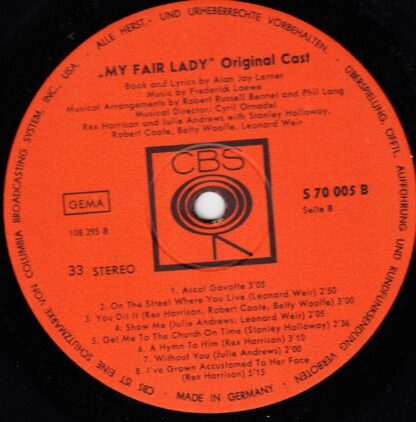 ALLE HERST.- UND URHEBERRECHTE VORBEHALTEN.
ÜBERSPIELUNG, ÖFFTL. AUFFÜHRUNG UND RUNDFUNKSENDUNG VERBOTEN
CBS IST EINE SCHUTZMARKE VON COLUMBIA BROADCASTING SYSTEM, INC., USA.
„MY FAIR LADY" Original Cast
Book and Lyrics by Alan Jay Lerner
Music by Frederick Loewe
Musical Arrangements by Robert Russell Bennet and Phil Lang
Musical Direction: Cyril Ornadel
Rex Harrison and Julie Andrews with Stanley Holloway,
Robert Coote, Betty Woolfe, Leonard Weir
CBS
GEMA
S 70 005 B
Seite B
108 295 B
33 STEREO
1. Ascot Gavotte 3'05
2. On The Street Where You Live (Leonard Weir) 2'50
3. You Dit It (Rex Harrison, Robert Coote, Betty Woolfe) 2'00
4. Show Me (Julie Andrews, Leonard Weir) 2'05
5. Get Me To The Church On Time (Stanley Holloway) 2'36
6. A Hymn To Him (Rex Harrison) 3'10
7. Without You (Julie Andrews) 2'00
8. I've Grown Accustomed To Her Face
(Rex Harrison) 5'15
MADE IN GERMANY